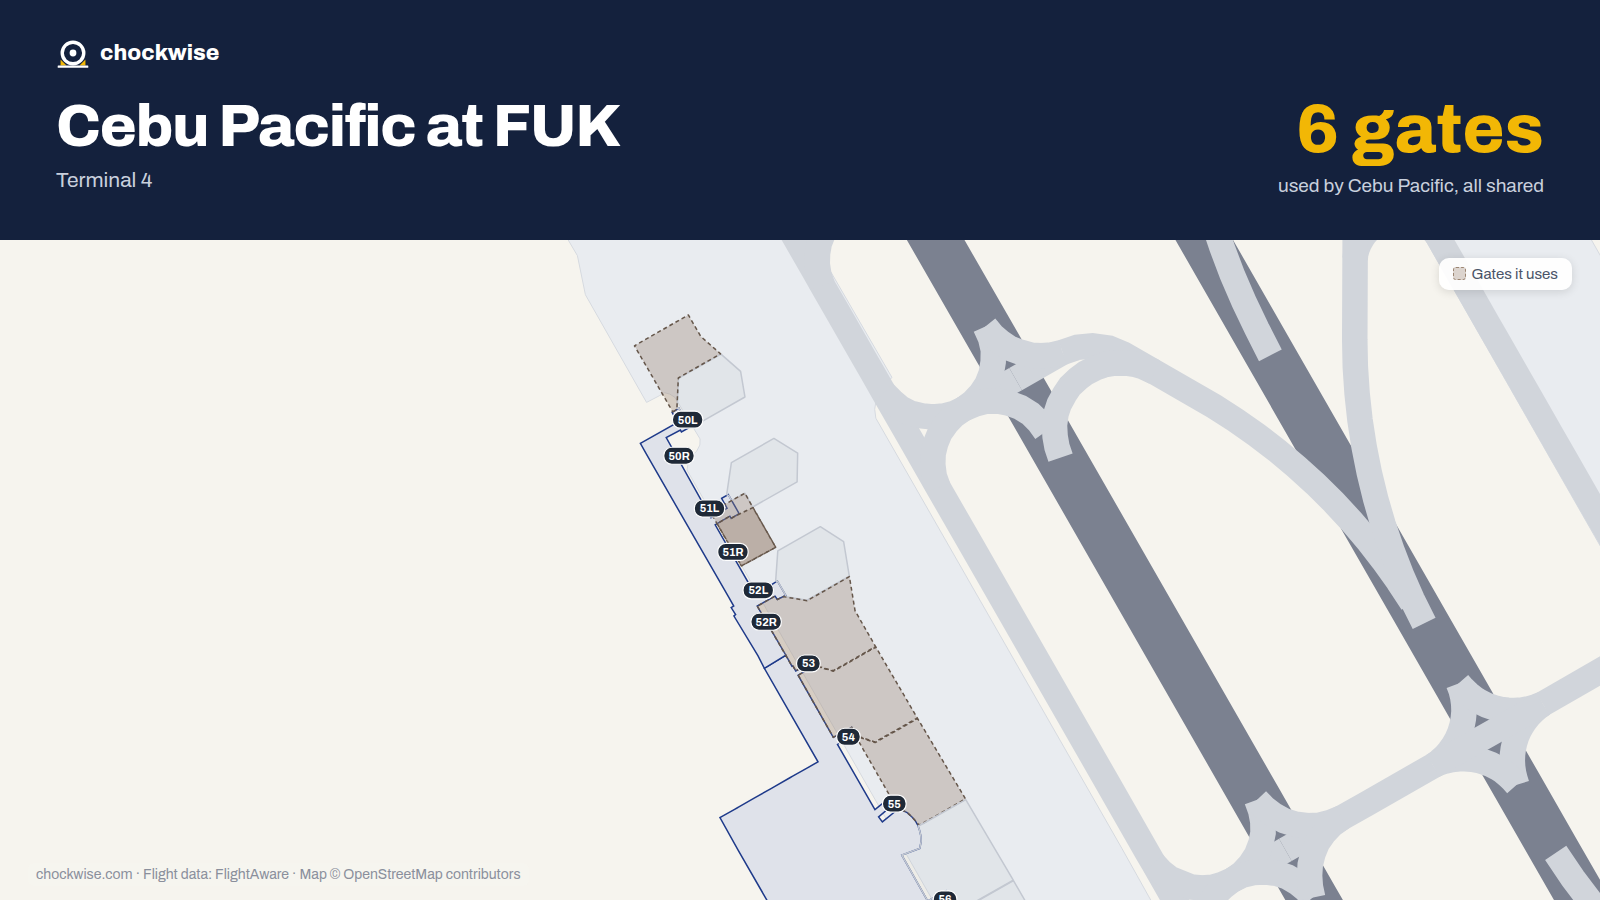 chockwise
Cebu Pacific at FUK
Terminal 4
6 gates
used by Cebu Pacific, all shared
Gates it uses
50L
50R
51L
51R
52L
52R
53
54
55
56
chockwise.com · Flight data: FlightAware · Map © OpenStreetMap contributors